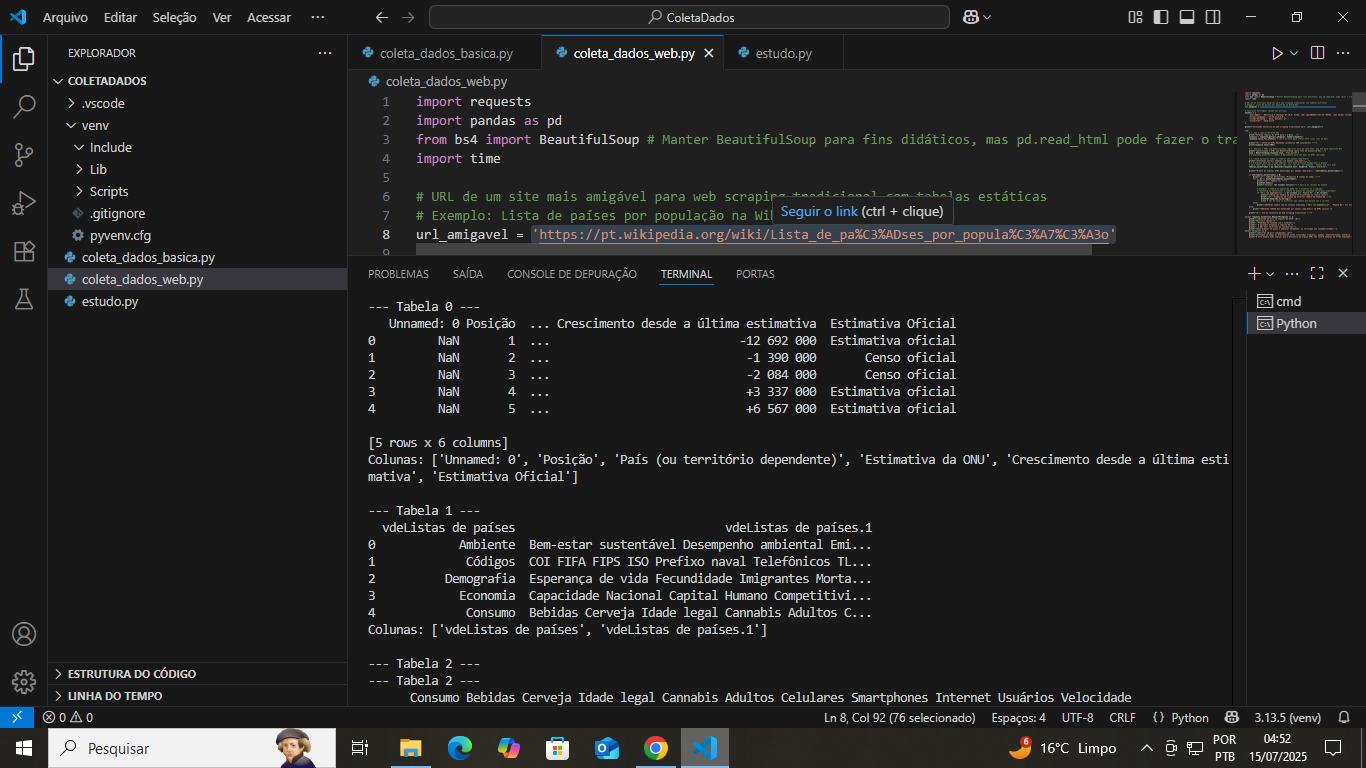 Arquivo Editar Seleção Ver Acessar ··· ColetaDados
EXPLORADOR ···
coleta_dados_basica.py coleta_dados_web.py estudo.py
COLETADADOS
coleta_dados_web.py
.vscode
venv
Include
Lib
Scripts
.gitignore
pyvenv.cfg
coleta_dados_basica.py
coleta_dados_web.py
estudo.py
ESTRUTURA DO CÓDIGO
LINHA DO TEMPO
1 import requests
2 import pandas as pd
3 from bs4 import BeautifulSoup # Manter BeautifulSoup para fins didáticos, mas pd.read_html pode fazer o tra
4 import time
5
6 # URL de um site mais amigável para web scraping tradicional com tabelas estáticas
7 # Exemplo: Lista de países por população na Wi
Seguir o link (ctrl + clique)
8 url_amigavel = 'https://pt.wikipedia.org/wiki/Lista_de_pa%C3%ADses_por_popula%C3%A7%C3%A3o'
9
PROBLEMAS SAÍDA CONSOLE DE DEPURAÇÃO TERMINAL PORTAS
cmd
Python
--- Tabela 0 ---
Unnamed: 0 Posição ... Crescimento desde a última estimativa Estimativa Oficial
0 NaN 1 ... -12 692 000 Estimativa oficial
1 NaN 2 ... -1 390 000 Censo oficial
2 NaN 3 ... -2 084 000 Censo oficial
3 NaN 4 ... +3 337 000 Estimativa oficial
4 NaN 5 ... +6 567 000 Estimativa oficial
[5 rows x 6 columns]
Colunas: ['Unnamed: 0', 'Posição', 'País (ou território dependente)', 'Estimativa da ONU', 'Crescimento desde a última esti
mativa', 'Estimativa Oficial']
--- Tabela 1 ---
vdeListas de países vdeListas de países.1
0 Ambiente Bem-estar sustentável Desempenho ambiental Emi...
1 Códigos COI FIFA FIPS ISO Prefixo naval Telefônicos TL...
2 Demografia Esperança de vida Fecundidade Imigrantes Morta...
3 Economia Capacidade Nacional Capital Humano Competitivi...
4 Consumo Bebidas Cerveja Idade legal Cannabis Adultos C...
Colunas: ['vdeListas de países', 'vdeListas de países.1']
--- Tabela 2 ---
--- Tabela 2 ---
Consumo Bebidas Cerveja Idade legal Cannabis Adultos Celulares Smartphones Internet Usuários Velocidade
0 0 Ln 8, Col 92 (76 selecionado) Espaços: 4 UTF-8 CRLF {} Python 3.13.5 (venv)
Pesquisar 6 16°C Limpo POR 04:52
PTB 15/07/2025